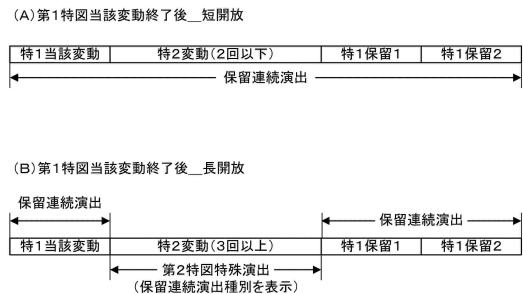 (A)第1特図当該変動終了後__短開放
特1当該変動 特2変動(2回以下) 特1保留1 特1保留2
保留連続演出
(B)第1特図当該変動終了後__長開放
保留連続演出 保留連続演出
特1当該変動 特2変動(3回以上) 特1保留1 特1保留2
第2特図特殊演出
(保留連続演出種別を表示)